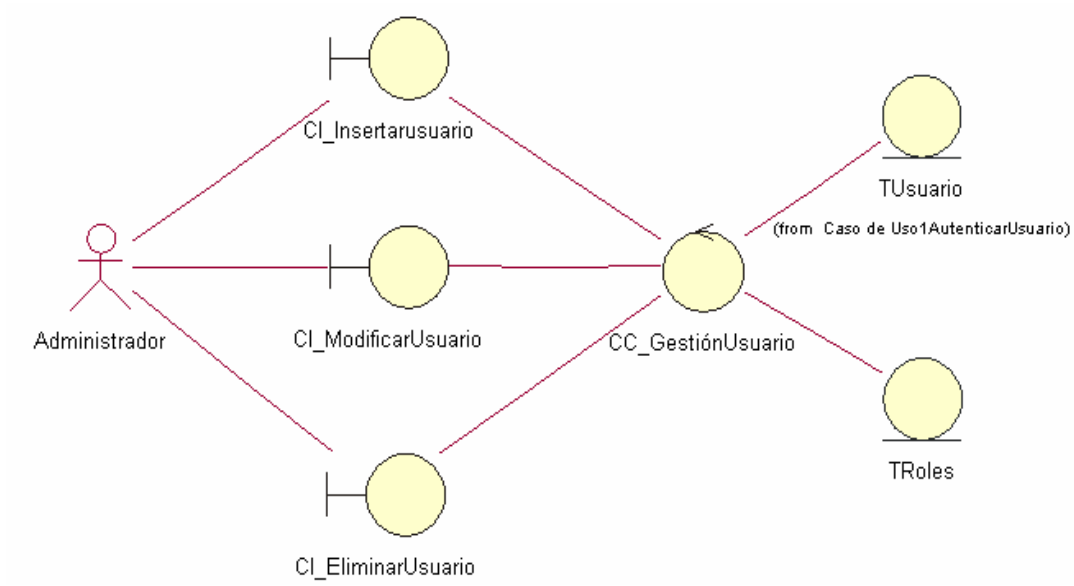 CI_Insertarusuario
TUsuario
(from Caso de Uso1AutenticarUsuario)
Administrador
CI_ModificarUsuario
CC_GestiónUsuario
TRoles
CI_EliminarUsuario